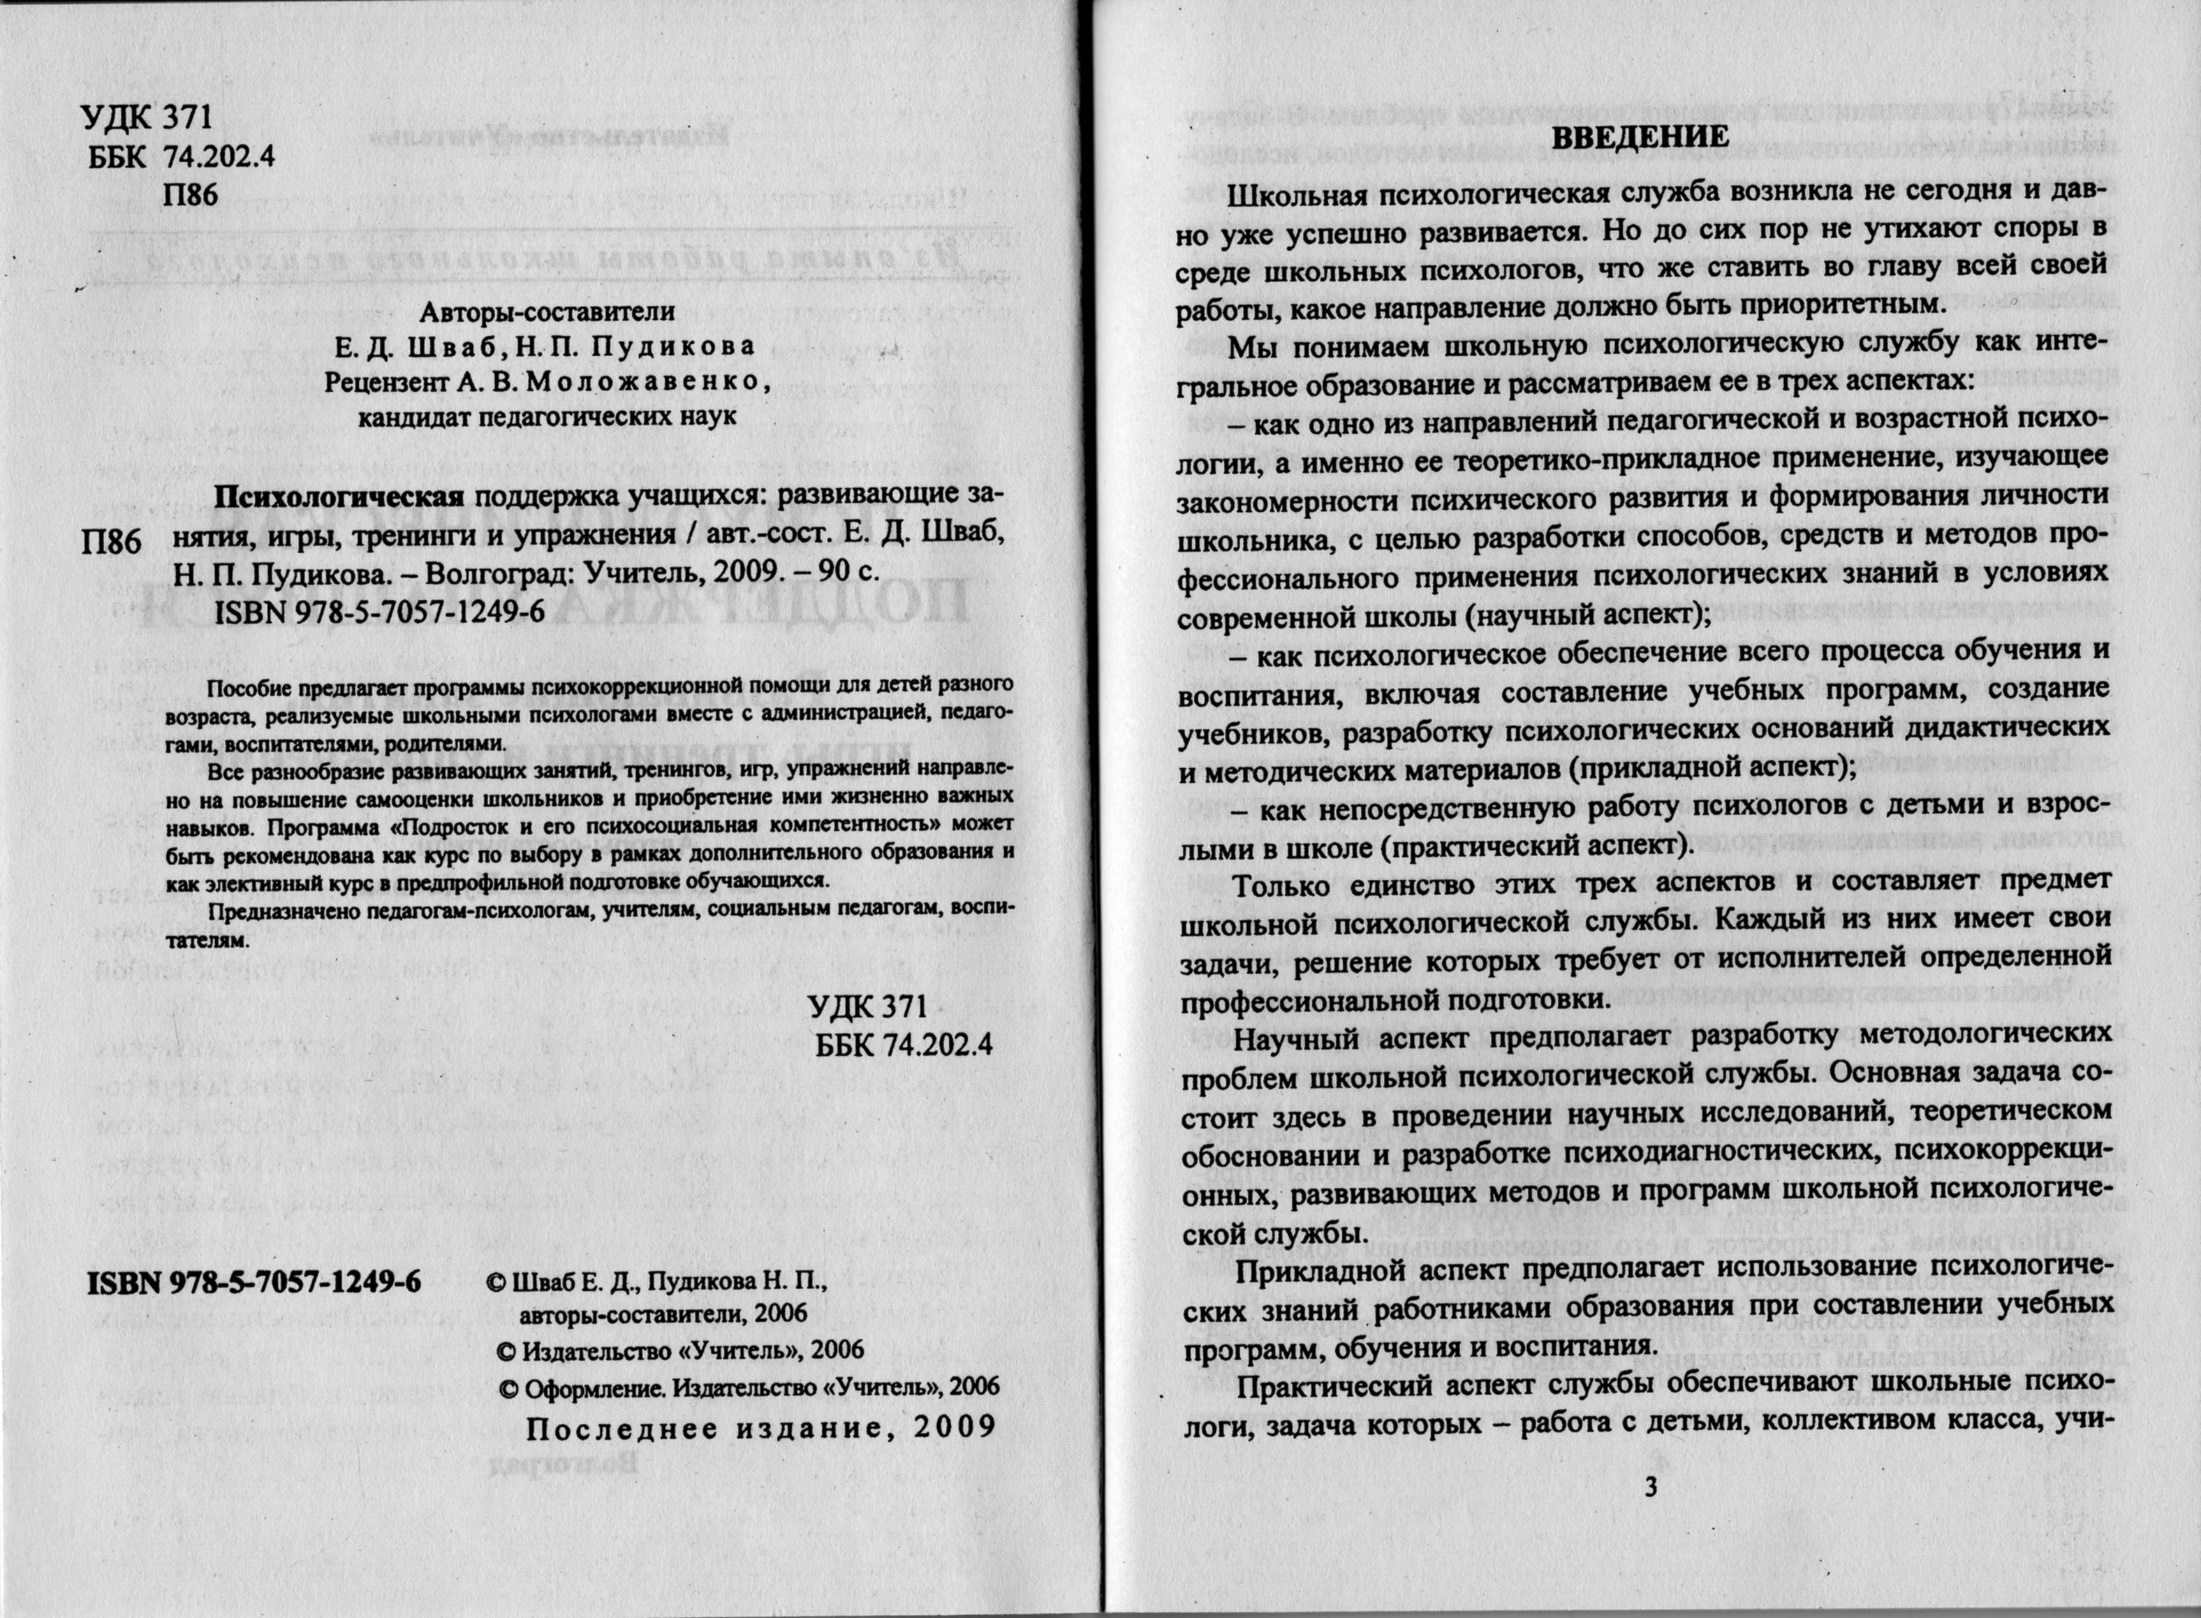 УДК 371
ББК 74.202.4
П86
Авторы-составители
Е. Д. Шваб, Н. П. Пудикова
Рецензент А. В. Моложавенко,
кандидат педагогических наук
Психологическая поддержка учащихся: развивающие за-
П86 нятия, игры, тренинги и упражнения / авт.-сост. Е. Д. Шваб,
Н. П. Пудикова. – Волгоград: Учитель, 2009. – 90 с.
ISBN 978-5-7057-1249-6
Пособие предлагает программы психокоррекционной помощи для детей разного
возраста, реализуемые школьными психологами вместе с администрацией, педаго-
гами, воспитателями, родителями.
Все разнообразие развивающих занятий, тренингов, игр, упражнений направле-
но на повышение самооценки школьников и приобретение ими жизненно важных
навыков. Программа «Подросток и его психосоциальная компетентность» может
быть рекомендована как курс по выбору в рамках дополнительного образования и
как элективный курс в предпрофильной подготовке обучающихся.
Предназначено педагогам-психологам, учителям, социальным педагогам, воспи-
тателям.
УДК 371
ББК 74.202.4
ISBN 978-5-7057-1249-6
© Шваб Е. Д., Пудикова Н. П.,
авторы-составители, 2006
© Издательство «Учитель», 2006
© Оформление. Издательство «Учитель», 2006
Последнее издание, 2009
ВВЕДЕНИЕ
Школьная психологическая служба возникла не сегодня и дав-
но уже успешно развивается. Но до сих пор не утихают споры в
среде школьных психологов, что же ставить во главу всей своей
работы, какое направление должно быть приоритетным.
Мы понимаем школьную психологическую службу как инте-
гральное образование и рассматриваем ее в трех аспектах:
– как одно из направлений педагогической и возрастной психо-
логии, а именно ее теоретико-прикладное применение, изучающее
закономерности психического развития и формирования личности
школьника, с целью разработки способов, средств и методов про-
фессионального применения психологических знаний в условиях
современной школы (научный аспект);
– как психологическое обеспечение всего процесса обучения и
воспитания, включая составление учебных программ, создание
учебников, разработку психологических оснований дидактических
и методических материалов (прикладной аспект);
– как непосредственную работу психологов с детьми и взрос-
лыми в школе (практический аспект).
Только единство этих трех аспектов и составляет предмет
школьной психологической службы. Каждый из них имеет свои
задачи, решение которых требует от исполнителей определенной
профессиональной подготовки.
Научный аспект предполагает разработку методологических
проблем школьной психологической службы. Основная задача со-
стоит здесь в проведении научных исследований, теоретическом
обосновании и разработке психодиагностических, психокоррекци-
онных, развивающих методов и программ школьной психологиче-
ской службы.
Прикладной аспект предполагает использование психологиче-
ских знаний работниками образования при составлении учебных
программ, обучения и воспитания.
Практический аспект службы обеспечивают школьные психо-
логи, задача которых – работа с детьми, коллективом класса, учи-
3